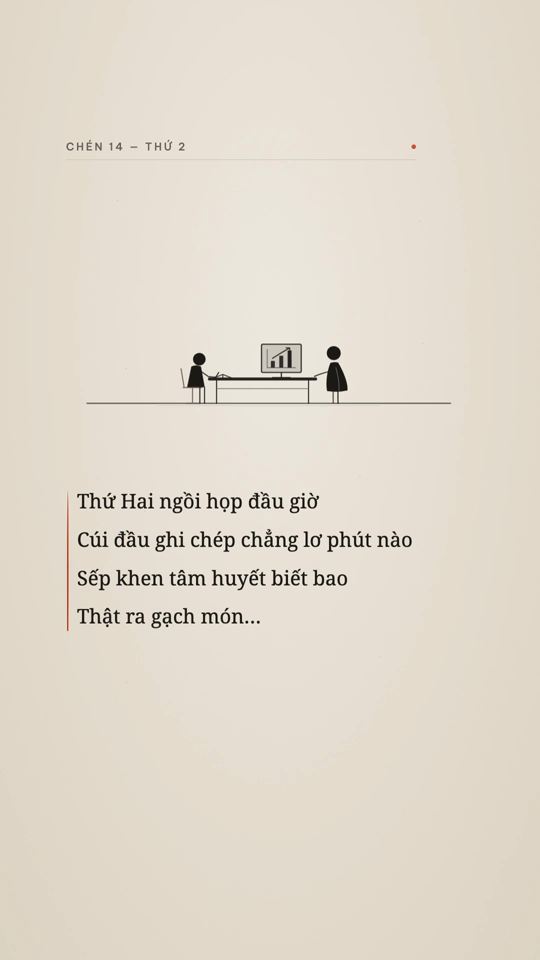 CHÉN 14 – THỨ 2
Thứ Hai ngồi họp đầu giờ
Cúi đầu ghi chép chẳng lơ phút nào
Sếp khen tâm huyết biết bao
Thật ra gạch món...